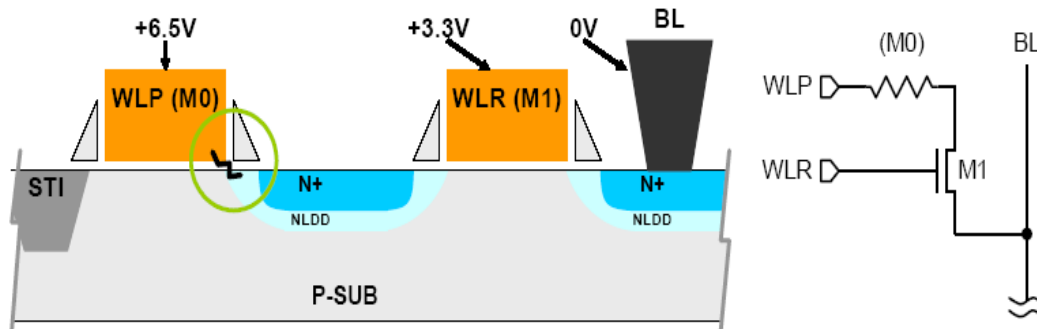 +6.5V
+3.3V
0V
BL
WLP (M0)
WLR (M1)
STI
N+
NLDD
N+
NLDD
P-SUB
(M0)
BL
WLP
WLR
M1